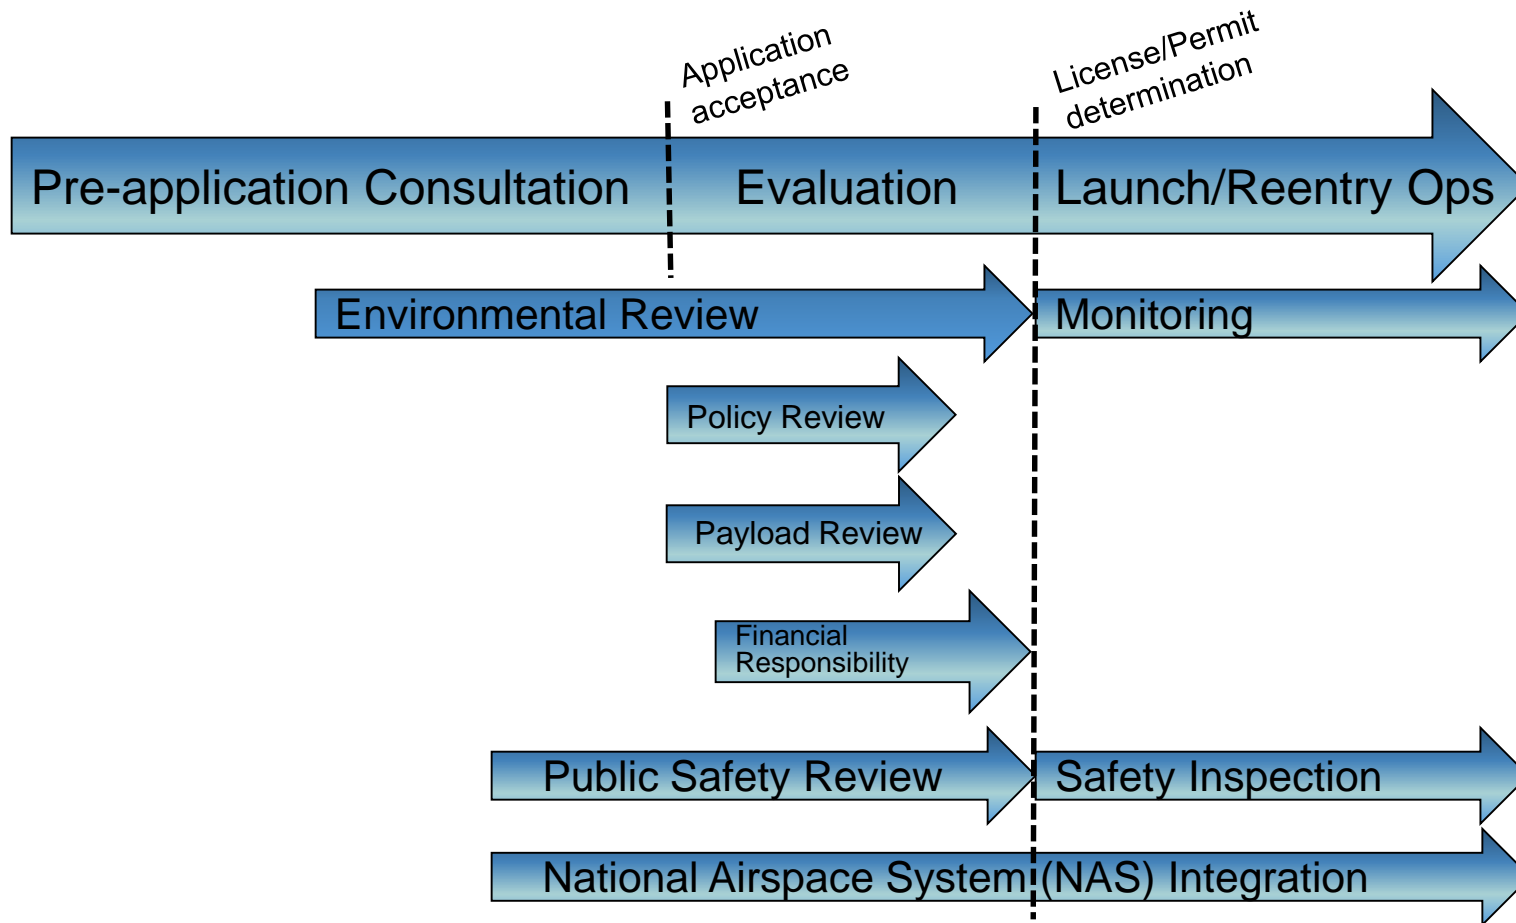 Application
acceptance
License/Permit
determination
Pre-application Consultation
Evaluation
Launch/Reentry Ops
Environmental Review
Monitoring
Policy Review
Payload Review
Financial
Responsibility
Public Safety Review
Safety Inspection
National Airspace System (NAS) Integration